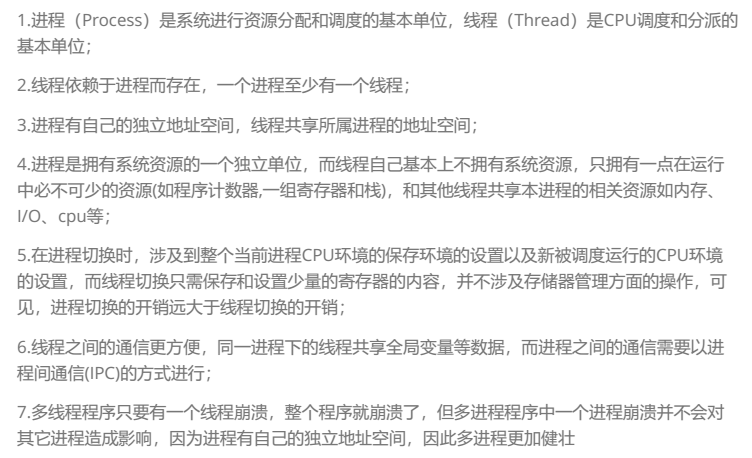 1.进程（Process）是系统进行资源分配和调度的基本单位，线程（Thread）是CPU调度和分派的
基本单位；
2.线程依赖于进程而存在，一个进程至少有一个线程；
3.进程有自己的独立地址空间，线程共享所属进程的地址空间；
4.进程是拥有系统资源的一个独立单位，而线程自己基本上不拥有系统资源，只拥有一点在运行
中必不可少的资源(如程序计数器,一组寄存器和栈)，和其他线程共享本进程的相关资源如内存、
I/O、cpu等；
5.在进程切换时，涉及到整个当前进程CPU环境的保存环境的设置以及新被调度运行的CPU环境
的设置，而线程切换只需保存和设置少量的寄存器的内容，并不涉及存储器管理方面的操作，可
见，进程切换的开销远大于线程切换的开销；
6.线程之间的通信更方便，同一进程下的线程共享全局变量等数据，而进程之间的通信需要以进
程间通信(IPC)的方式进行；
7.多线程程序只要有一个线程崩溃，整个程序就崩溃了，但多进程程序中一个进程崩溃并不会对
其它进程造成影响，因为进程有自己的独立地址空间，因此多进程更加健壮